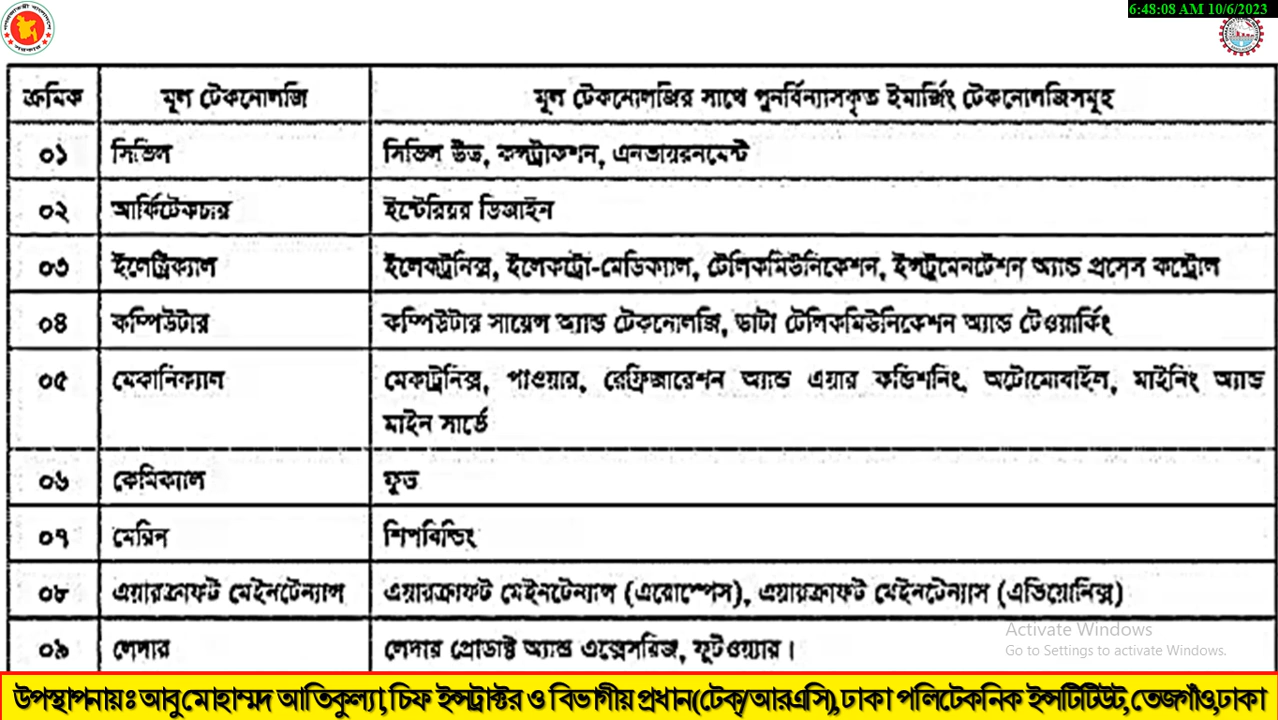 6:48:08 AM 10/6/2023
ক্রমিক মূল টেকনোলজি মূল টেকনোলজির সাথে পুনর্বিন্যাসকৃত ইমার্জিং টেকনোলজিসমূহ
০১ সিভিল সিভিল উড, কন্সট্রাকশন, এনভায়রনমেন্ট
০২ আর্কিটেকচার ইন্টেরিয়র ডিজাইন
০৩ ইলেট্রিক্যাল ইলেকট্রনিক্স, ইলেকট্রো-মেডিক্যাল, টেলিকমিউনিকেশন, ইন্সট্রুমেনটেশন অ্যান্ড প্রসেস কন্ট্রোল
০৪ কম্পিউটার কম্পিউটার সায়েন্স অ্যান্ড টেকনোলজি, ডাটা টেলিকমিউনিকেশন অ্যান্ড টেওয়ার্কিং
০৫ মেকানিক্যাল মেকাট্রনিক্স, পাওয়ার, রেফ্রিজারেশন অ্যান্ড এয়ার কন্ডিশনিং, অটোমোবাইল, মাইনিং অ্যান্ড
মাইন সার্ভে
০৬ কেমিক্যাল ফুড
০৭ মেরিন শিপবিল্ডিং
০৮ এয়ারক্রাফট মেইনটেন্যান্স এয়ারক্রাফট মেইনটেন্যান্স (এরোস্পেস), এয়ারক্রাফট মেইনটেন্যাস (এভিয়োনিক্স)
০৯ লেদার লেদার প্রোডাক্ট অ্যান্ড এক্সেসরিজ, ফুটওয়্যার।
Activate Windows
Go to Settings to activate Windows.
উপস্থাপনায়ঃ আবু মোহাম্মদ আতিকুল্যা, চিফ ইন্সট্রাক্টর ও বিভাগীয় প্রধান(টেক/আরএসি), ঢাকা পলিটেকনিক ইন্সটিটিউট, তেজগাঁও,ঢাকা